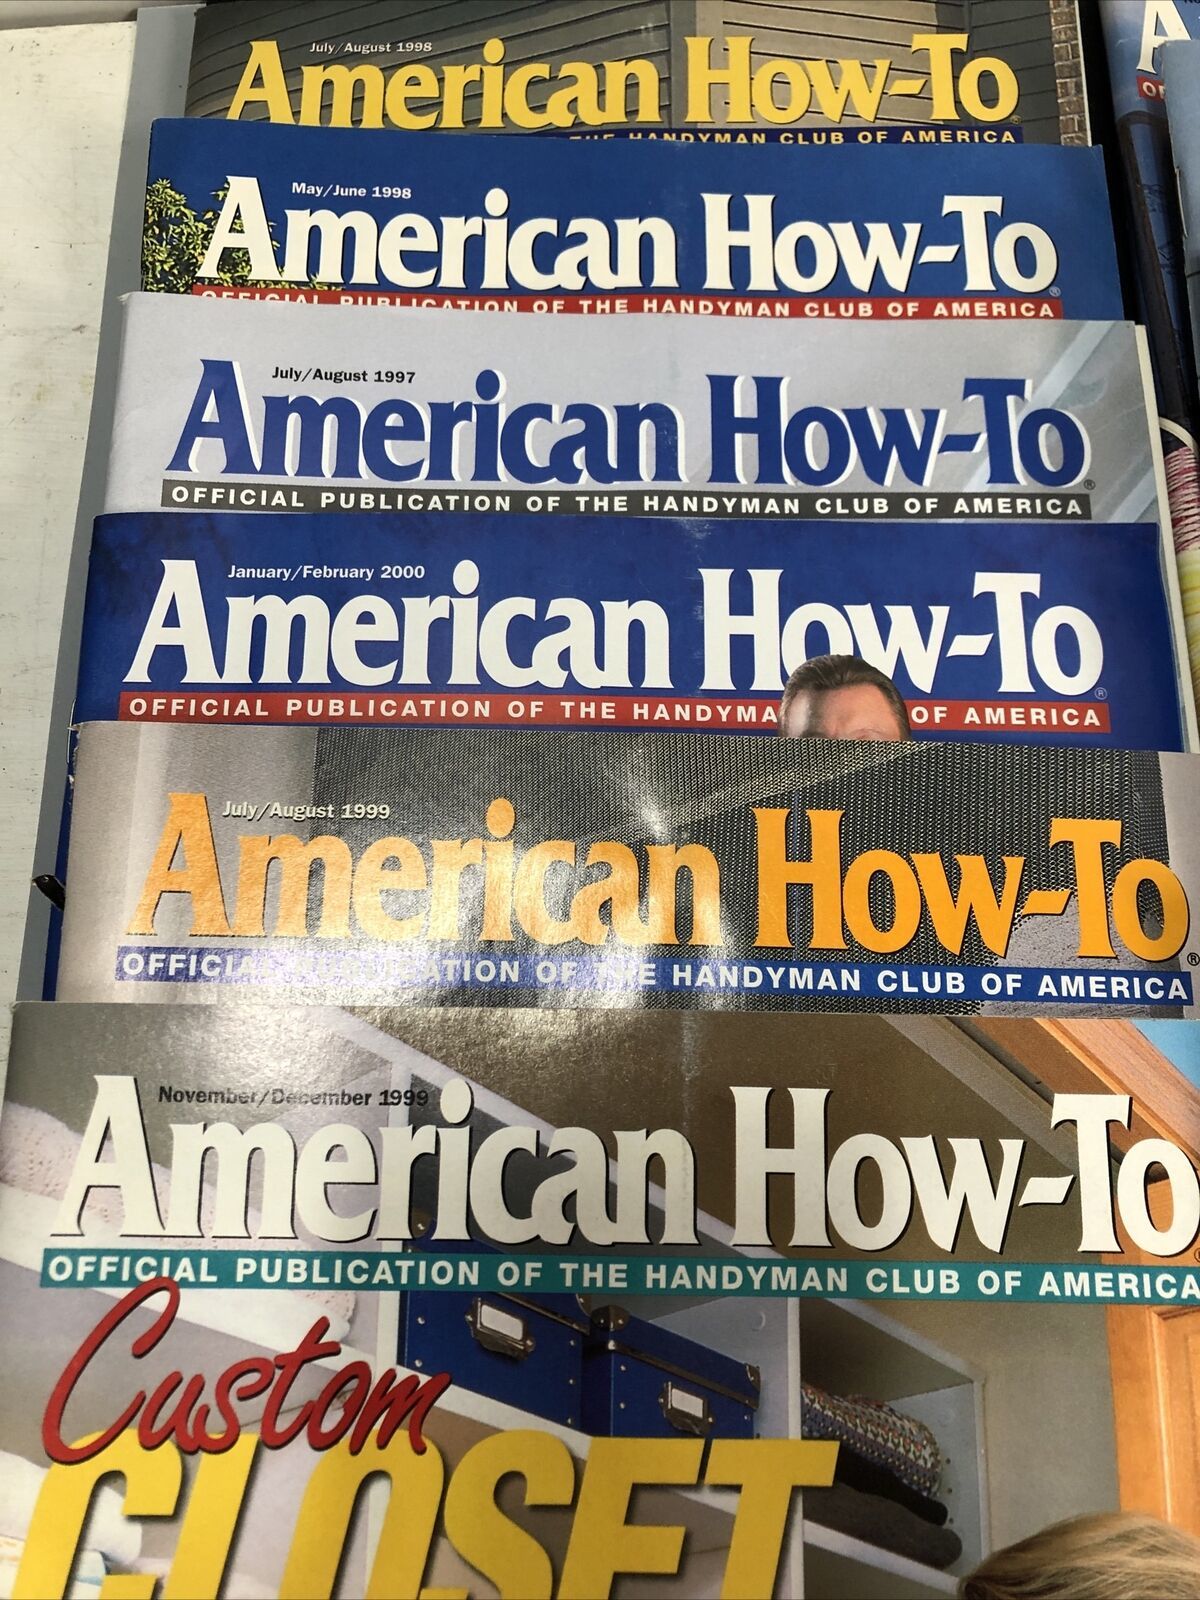 July/August 1998
American How-To
THE HANDYMAN CLUB OF AMERICA
May/June 1998
American How-To®
OFFICIAL PUBLICATION OF THE HANDYMAN CLUB OF AMERICA
July/August 1997
American How-To®
OFFICIAL PUBLICATION OF THE HANDYMAN CLUB OF AMERICA
January/February 2000
American How-To®
OFFICIAL PUBLICATION OF THE HANDYMA OF AMERICA
July/August 1999
American How-To®
OFFICIAL PUBLICATION OF THE HANDYMAN CLUB OF AMERICA
November/December 1999
American How-To
OFFICIAL PUBLICATION OF THE HANDYMAN CLUB OF AMERICA
Custom
CLOSET